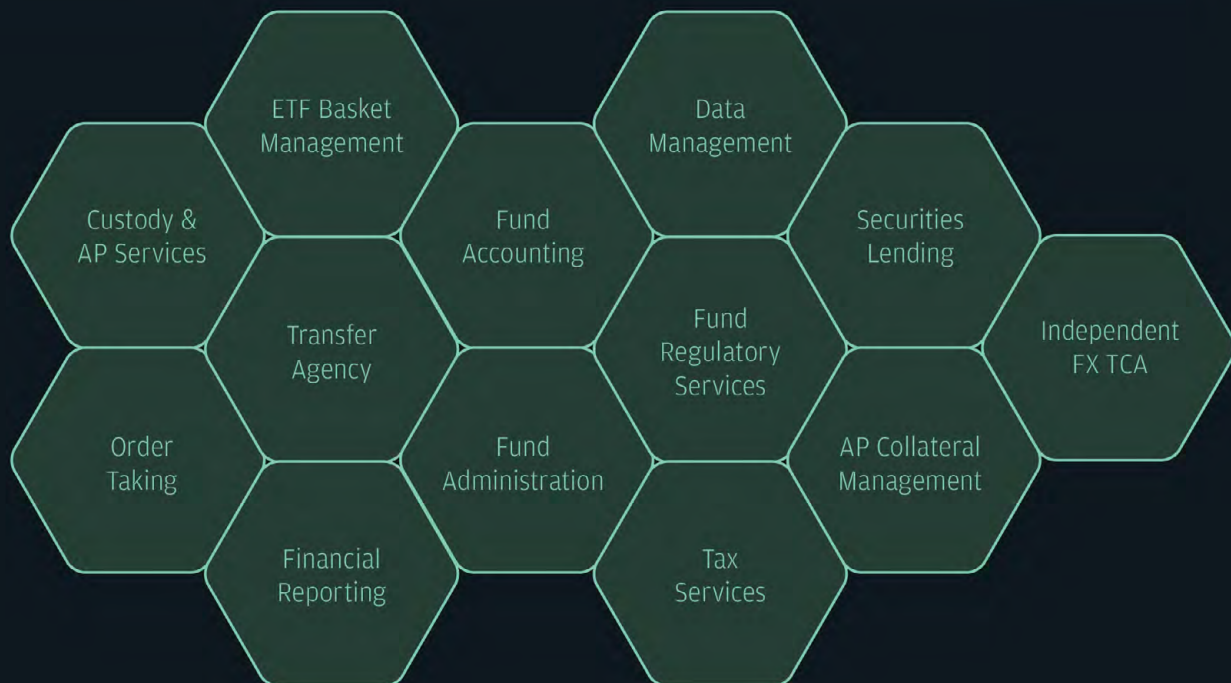 ETF Basket
Management
Data
Management
Custody &
AP Services
Fund
Accounting
Securities
Lending
Transfer
Agency
Fund
Regulatory
Services
Independent
FX TCA
Order
Taking
Fund
Administration
AP Collateral
Management
Financial
Reporting
Tax
Services